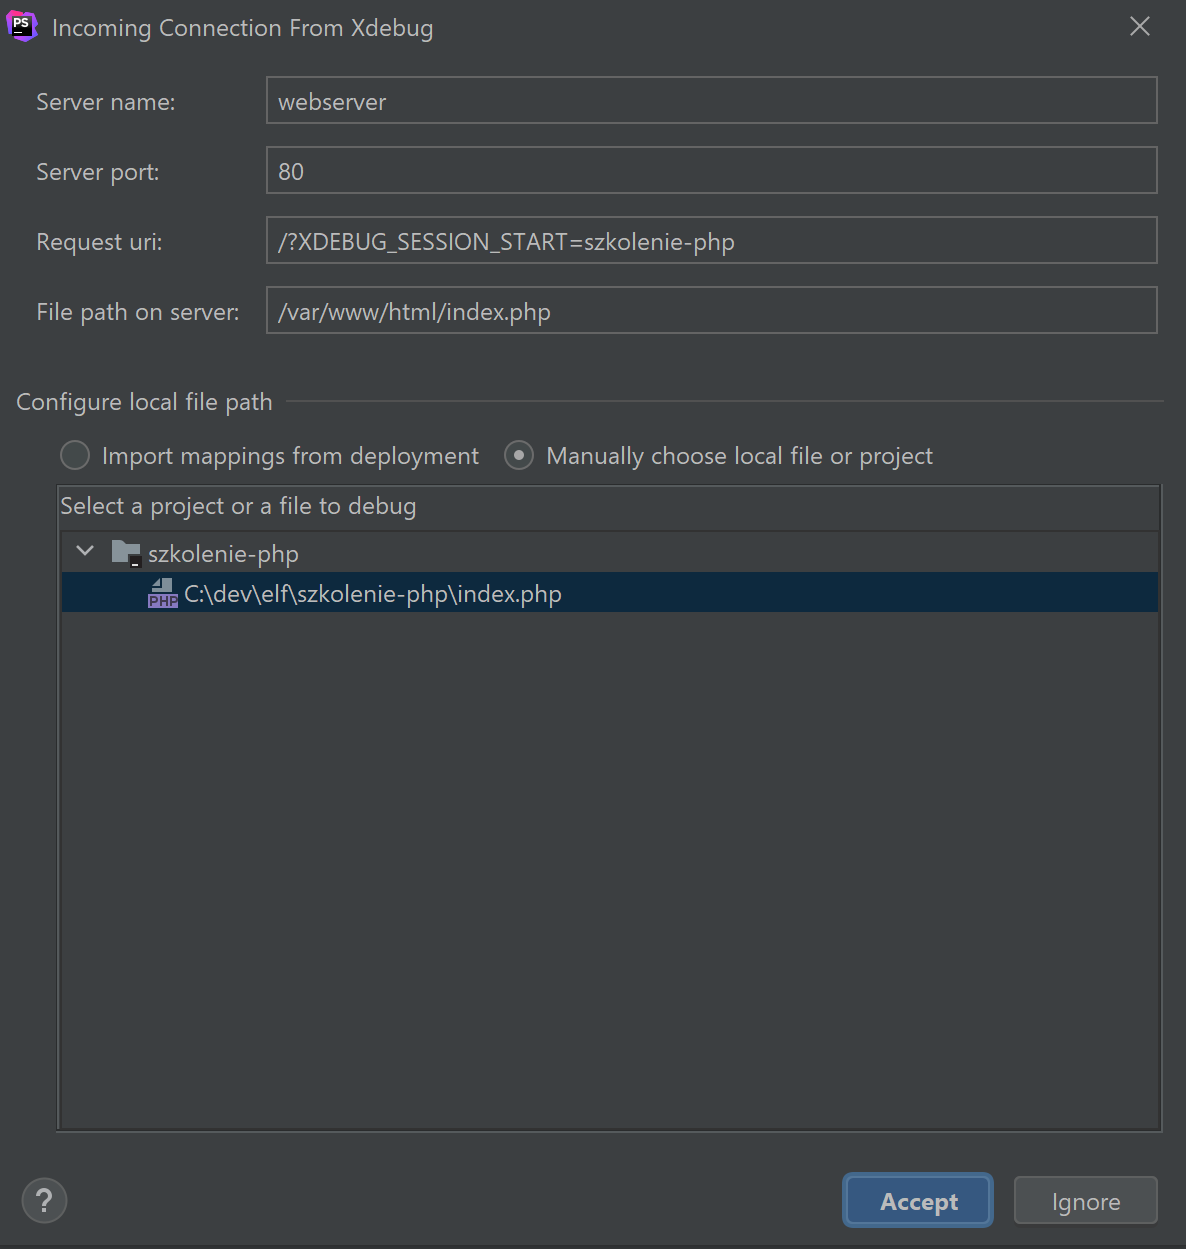 PS
Incoming Connection From Xdebug
Server name:
webserver
Server port:
80
Request uri:
/?XDEBUG_SESSION_START=szkolenie-php
File path on server:
/var/www/html/index.php
Configure local file path
Import mappings from deployment
Manually choose local file or project
Select a project or a file to debug
szkolenie-php
PHP
C:\dev\elf\szkolenie-php\index.php
?
Accept
Ignore